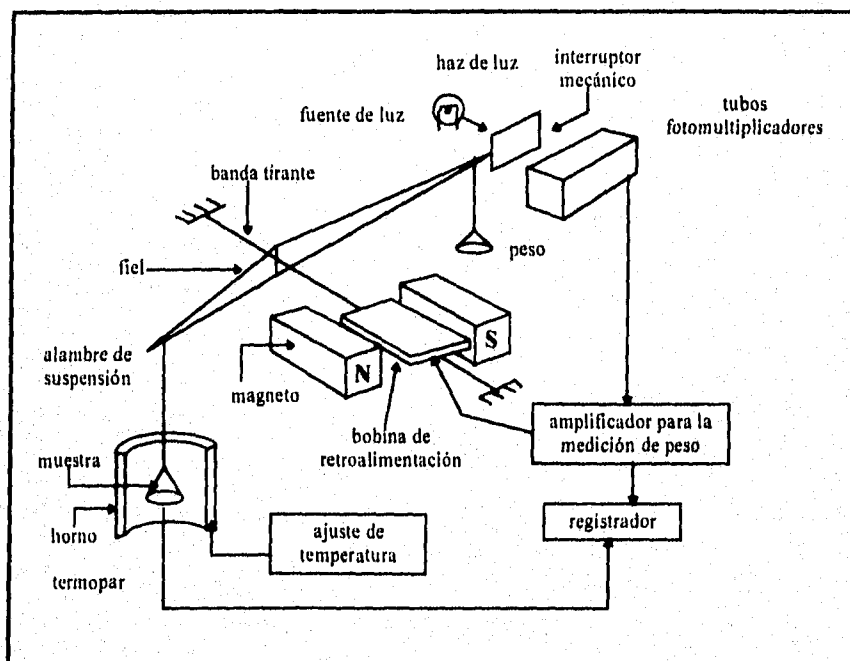 haz de luz
interruptor
mecánico
fuente de luz
tubos
fotomultiplicadores
banda tirante
peso
fiel
alambre de
suspensión
magneto
N
S
bobina de
retroalimentación
amplificador para la
medición de peso
muestra
horno
termopar
ajuste de
temperatura
registrador